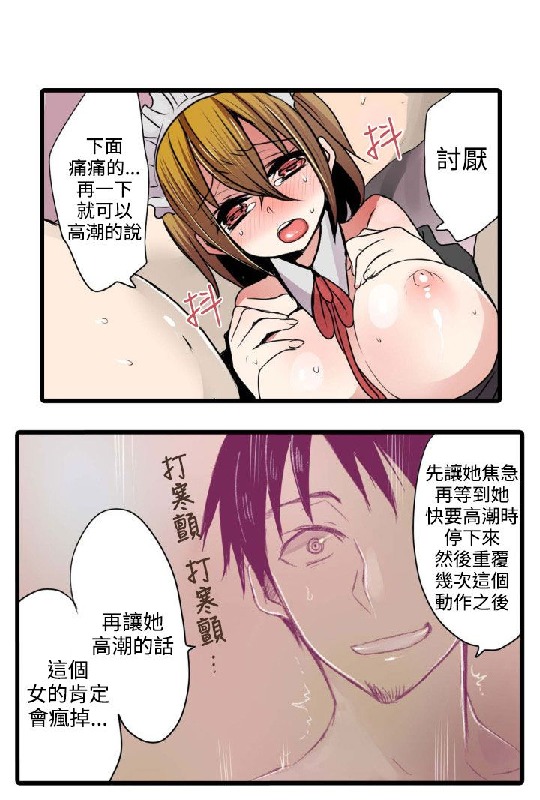 討厭
抖
下面
痛痛的...
再一下
就可以
高潮的說
抖
先讓她焦急
再等到她
快要高潮時
停下來
然後重覆
幾次這個
動作之後
打寒顫
打寒顫...
再讓她
高潮的話
這個
女的肯定
會瘋掉...